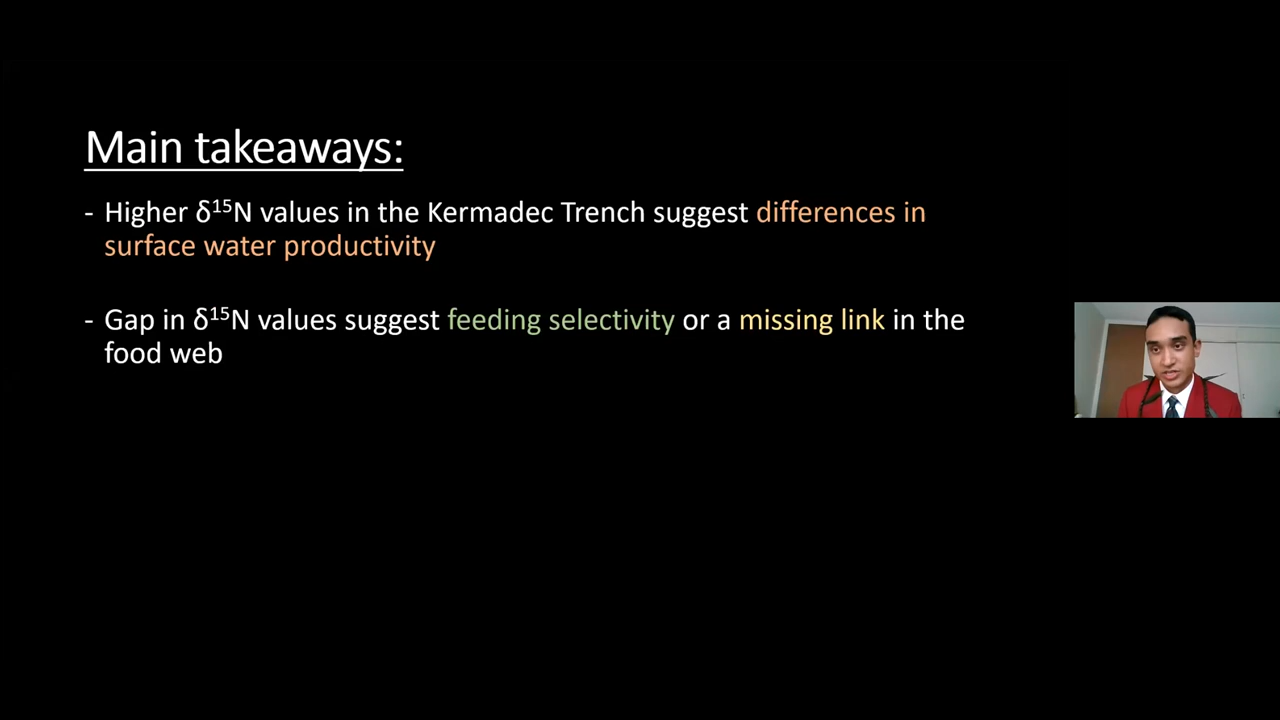 Main takeaways:
- Higher δ¹⁵N values in the Kermadec Trench suggest differences in
surface water productivity
- Gap in δ¹⁵N values suggest feeding selectivity or a missing link in the
food web